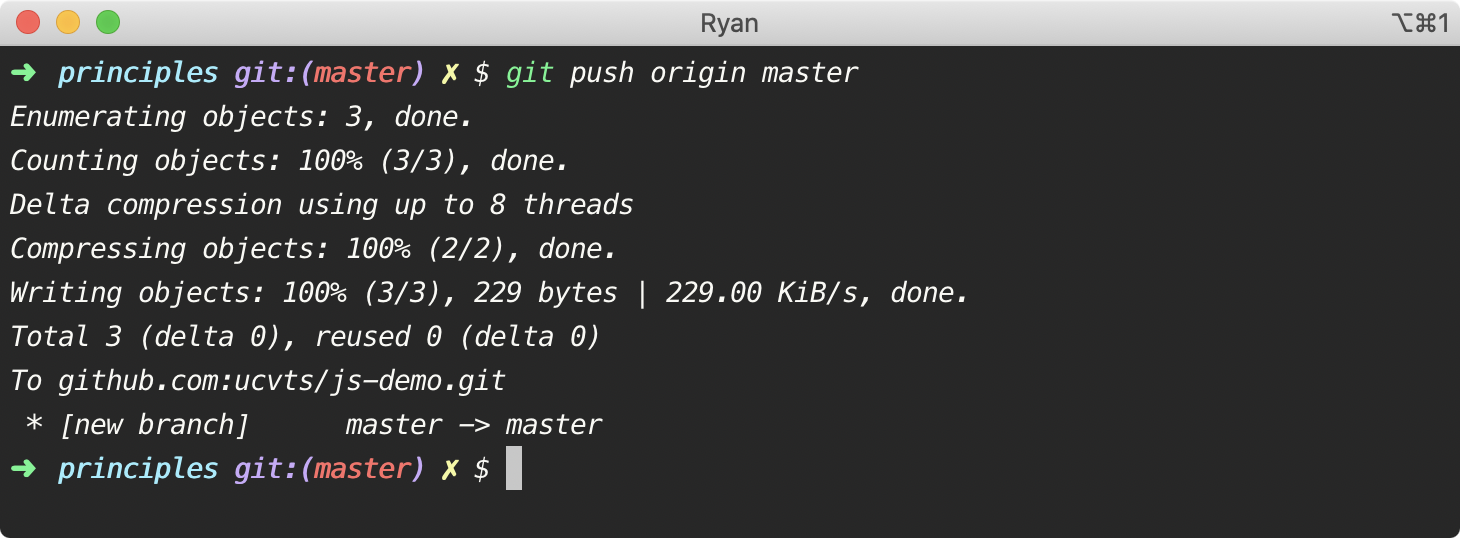 Ryan
⌥⌘1
➜ principles git:(master) ✗ $ git push origin master
Enumerating objects: 3, done.
Counting objects: 100% (3/3), done.
Delta compression using up to 8 threads
Compressing objects: 100% (2/2), done.
Writing objects: 100% (3/3), 229 bytes | 229.00 KiB/s, done.
Total 3 (delta 0), reused 0 (delta 0)
To github.com:ucvts/js-demo.git
 * [new branch]      master -> master
➜ principles git:(master) ✗ $